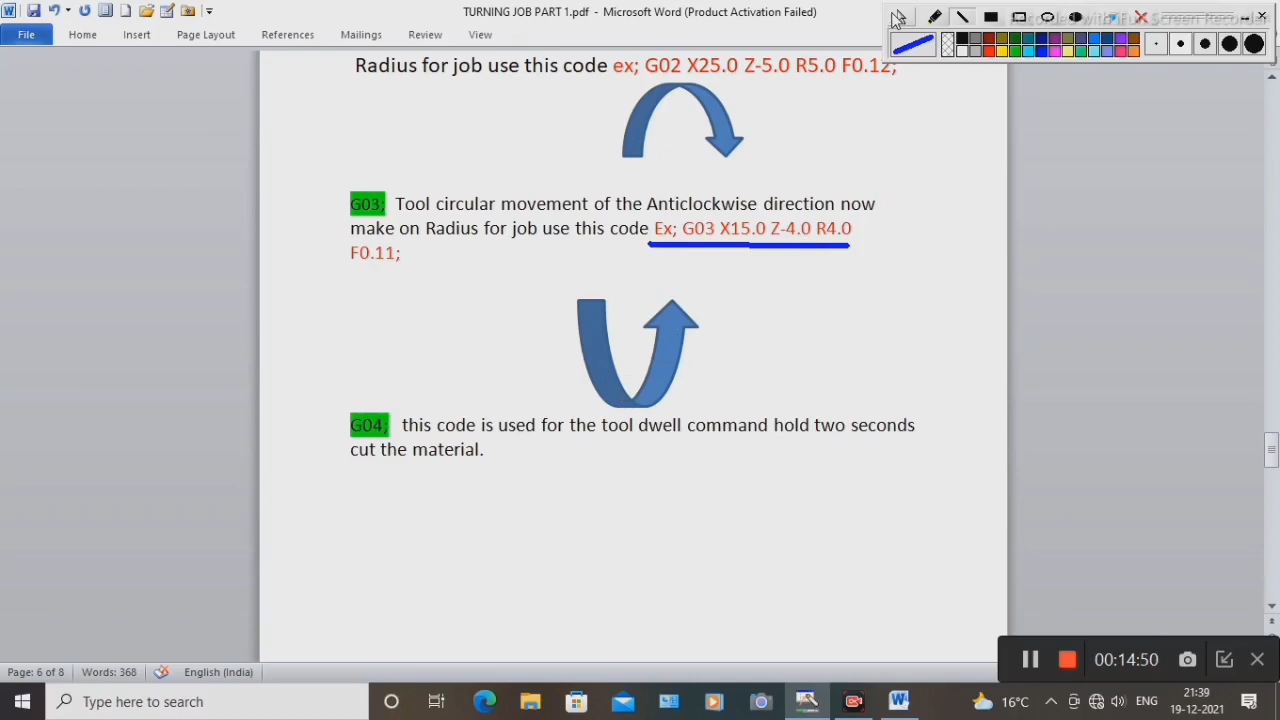 TURNING JOB PART 1.pdf - Microsoft Word (Product Activation Failed)
File Home Insert Page Layout References Mailings Review View
Radius for job use this code ex; G02 X25.0 Z-5.0 R5.0 F0.12;
G03; Tool circular movement of the Anticlockwise direction now
make on Radius for job use this code Ex; G03 X15.0 Z-4.0 R4.0
F0.11;
G04; this code is used for the tool dwell command hold two seconds
cut the material.
00:14:50
Page: 6 of 8 Words: 368 English (India)
Type here to search
16°C ENG
21:39
19-12-2021